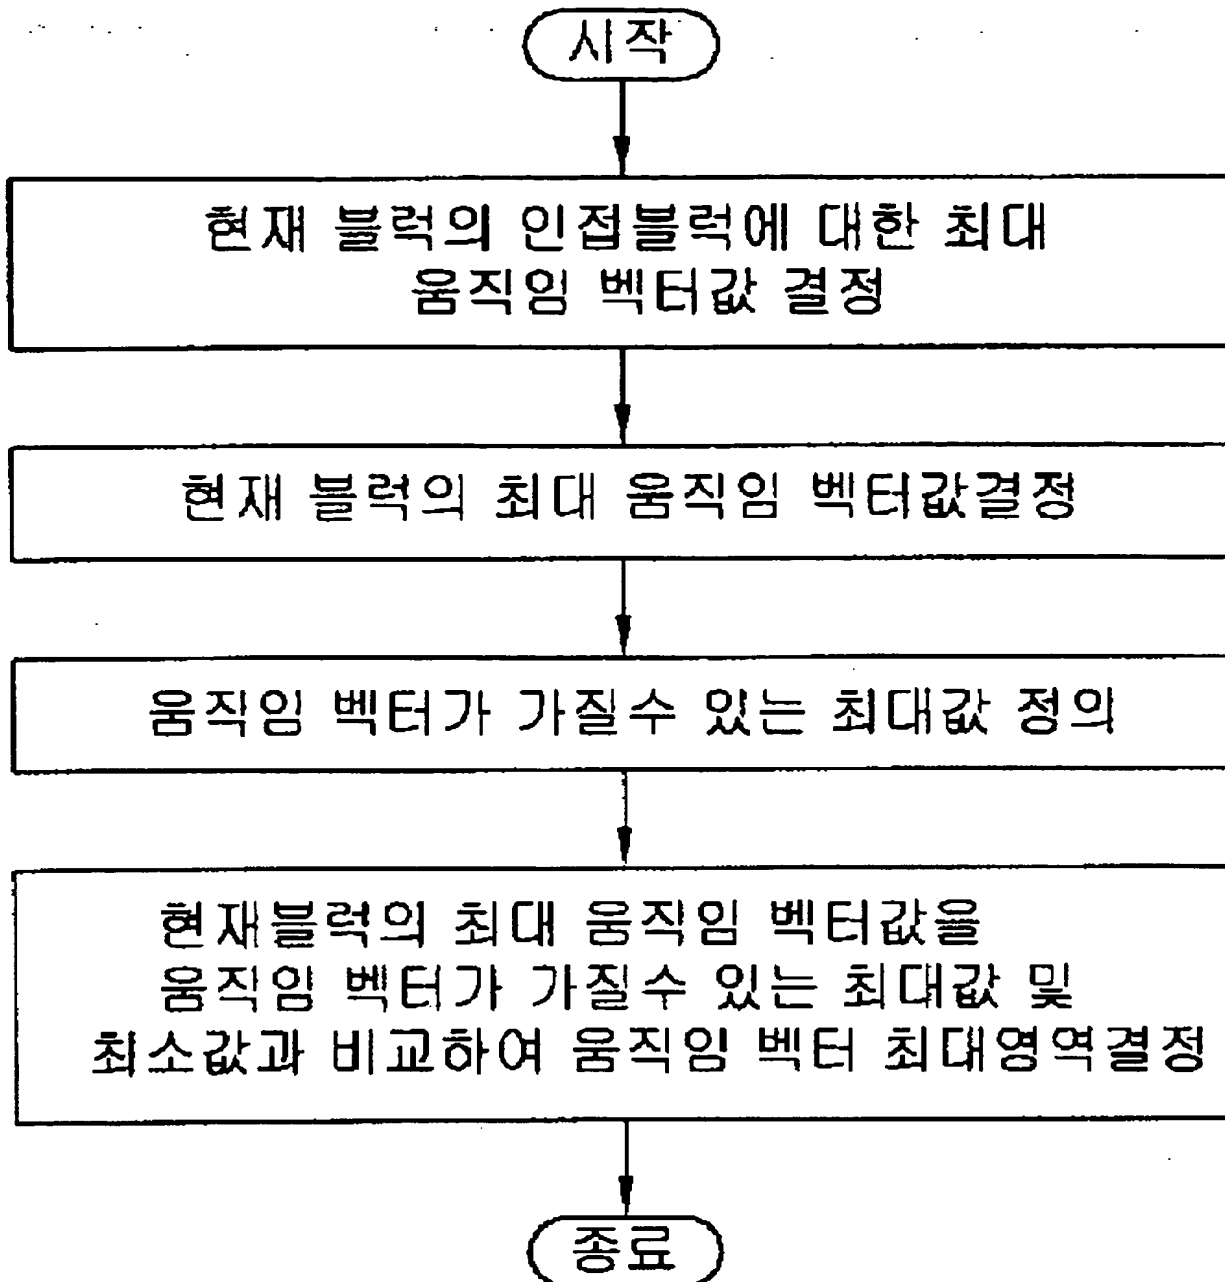 시작
현재 블럭의 인접블럭에 대한 최대
움직임 벡터값 결정
현재 블럭의 최대 움직임 벡터값결정
움직임 벡터가 가질수 있는 최대값 정의
현재블럭의 최대 움직임 벡터값을
움직임 벡터가 가질수 있는 최대값 및
최소값과 비교하여 움직임 벡터 최대영역결정
종료